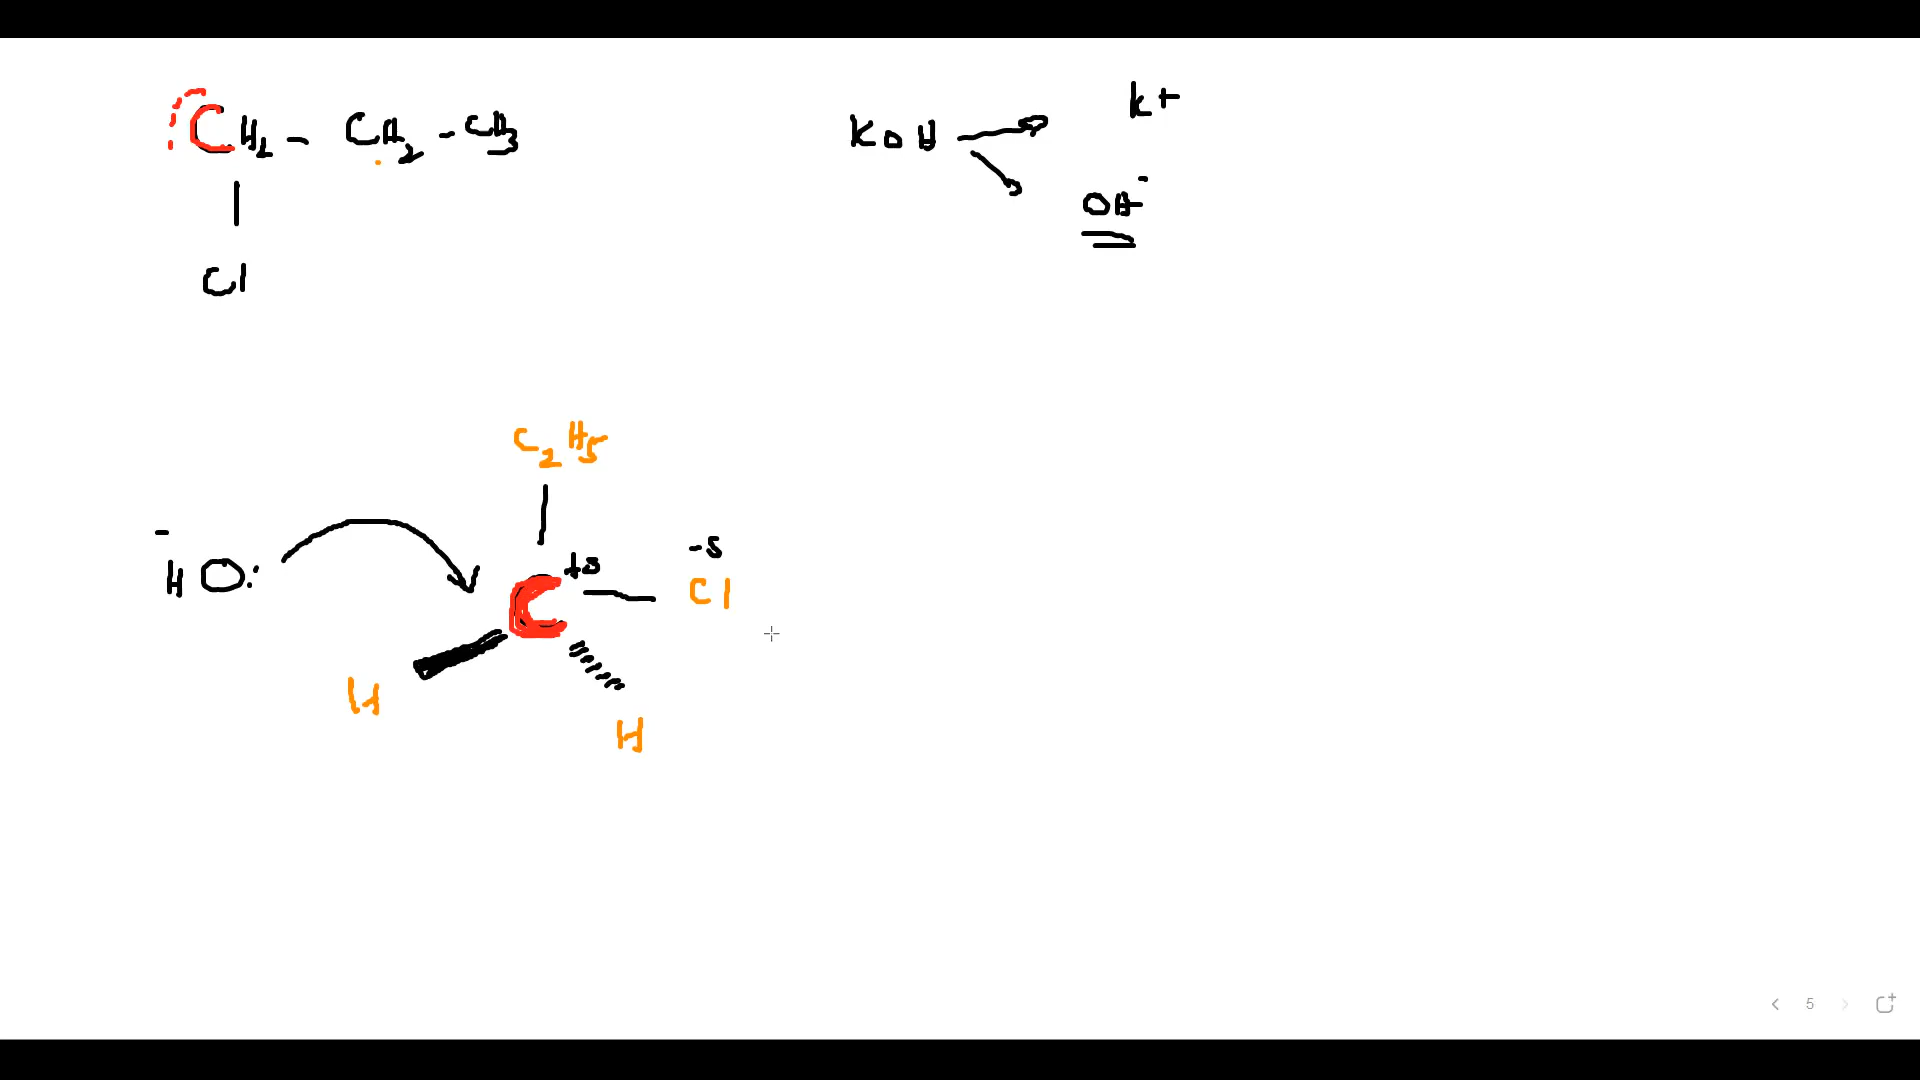 CH2 - CH2 - CH3
Cl
KOH
K+
OH-
C2H5
-
HO:
+δ
C
-δ
Cl
H
H
5